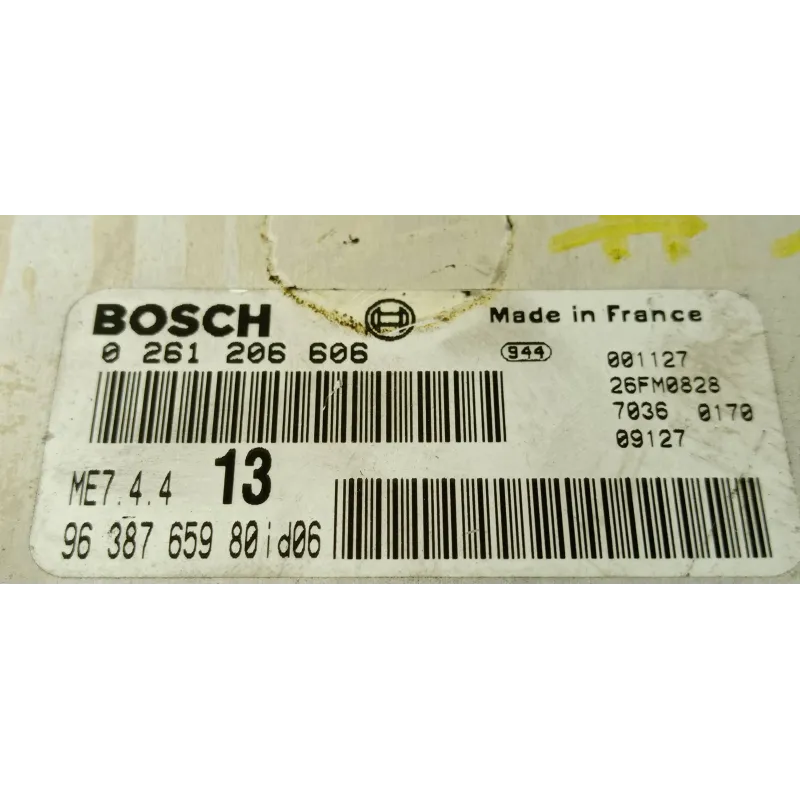 BOSCH
Made in France
0 261 206 606
944
001127
26FM0828
7036 0170
09127
ME7.4.4 13
96 387 659 80id06